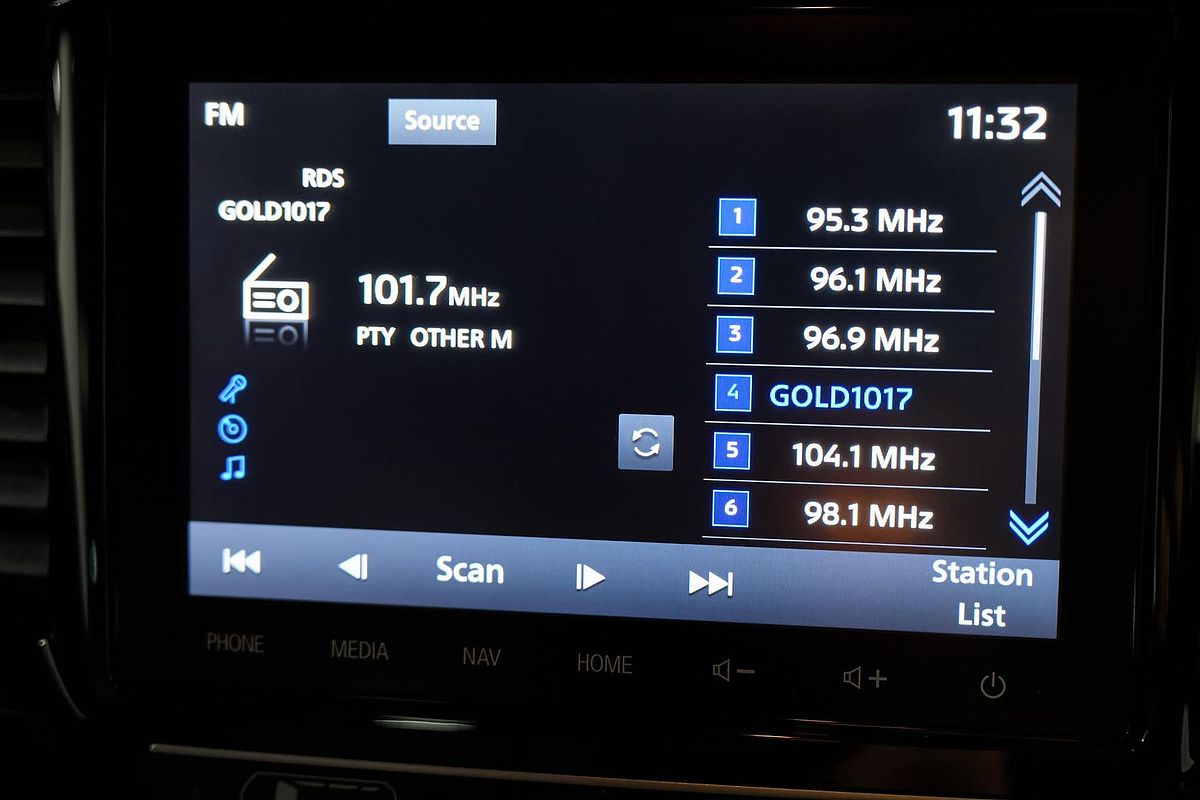 FM
Source
11:32
RDS
GOLD1017
101.7 MHz
PTY OTHER M
1 95.3 MHz
2 96.1 MHz
3 96.9 MHz
4 GOLD1017
5 104.1 MHz
6 98.1 MHz
Scan
Station
List
PHONE
MEDIA
NAV
HOME